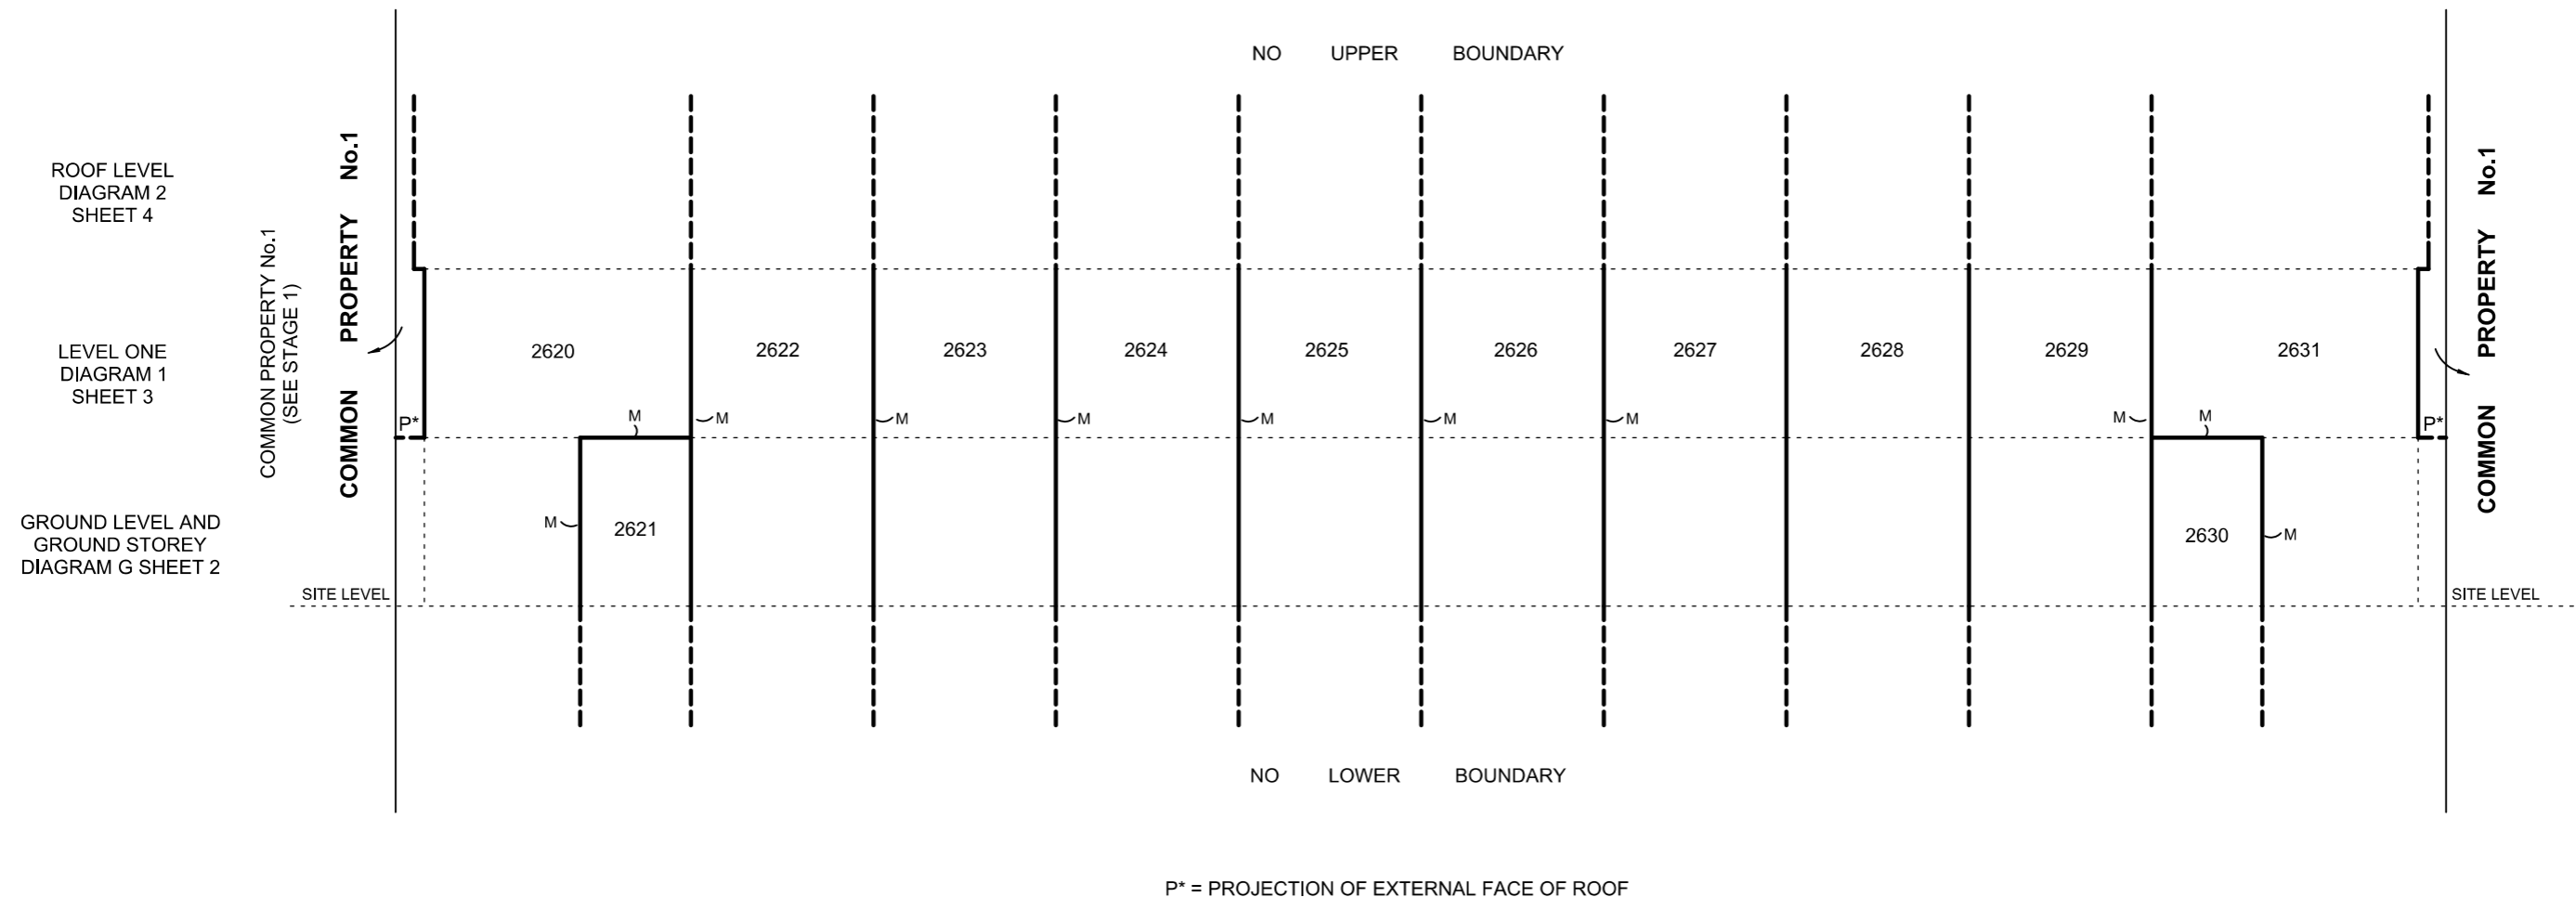 NO UPPER BOUNDARY
ROOF LEVEL
DIAGRAM 2
SHEET 4
COMMON PROPERTY No.1
(SEE STAGE 1)
COMMON PROPERTY No.1
COMMON PROPERTY No.1
LEVEL ONE
DIAGRAM 1
SHEET 3
2620
2622
2623
2624
2625
2626
2627
2628
2629
2631
P*
M
M
M
M
M
M
M
M
M
P*
GROUND LEVEL AND
GROUND STOREY
DIAGRAM G SHEET 2
M
2621
2630
M
SITE LEVEL
SITE LEVEL
NO LOWER BOUNDARY
P* = PROJECTION OF EXTERNAL FACE OF ROOF